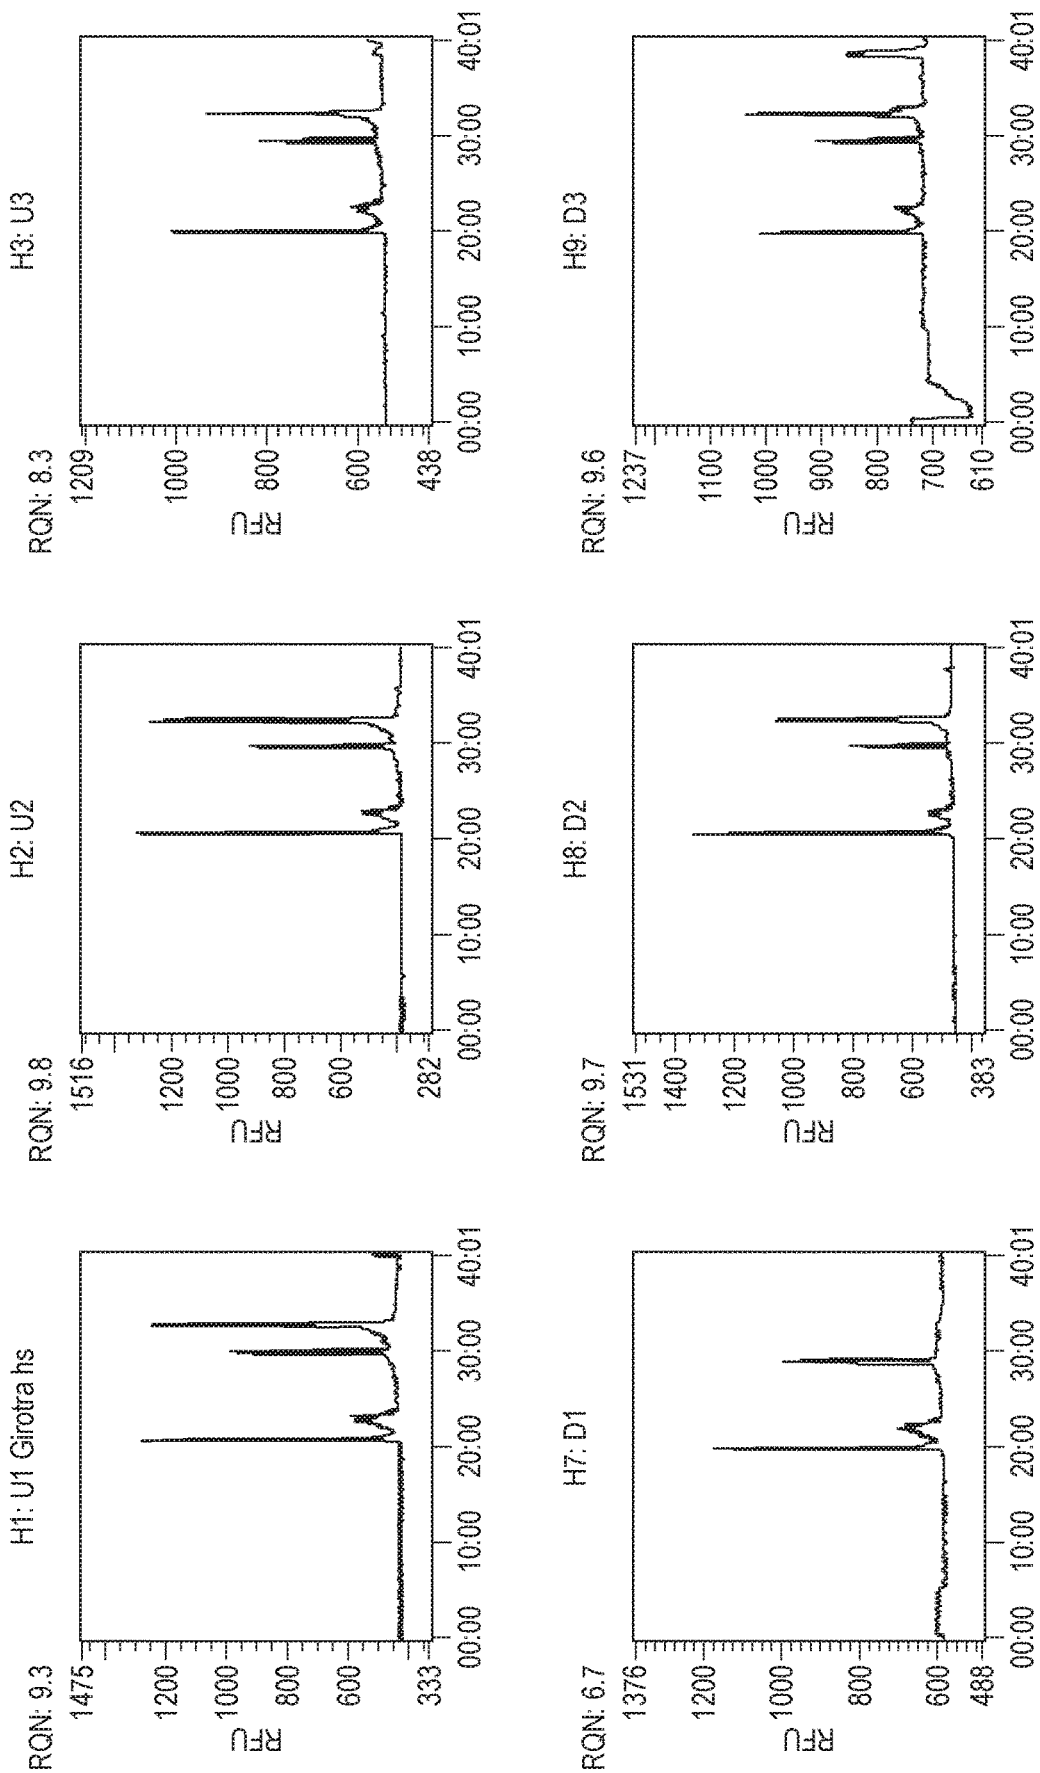 H1: U1 Girotra hs
RQN: 9.3
1475
1200
1000
800
600
333
RFU
00:00 10:00 20:00 30:00 40:01
H2: U2
RQN: 9.8
1516
1200
1000
800
600
282
RFU
00:00 10:00 20:00 30:00 40:01
H3: U3
RQN: 8.3
1209
1000
800
600
438
RFU
00:00 10:00 20:00 30:00 40:01
H7: D1
RQN: 6.7
1376
1200
1000
800
600
488
RFU
00:00 10:00 20:00 30:00 40:01
H8: D2
RQN: 9.7
1531
1400
1000
800
600
383
RFU
00:00 10:00 20:00 30:00 40:01
H9: D3
RQN: 9.6
1237
1100
1000
900
800
700
610
RFU
00:00 10:00 20:00 30:00 40:01